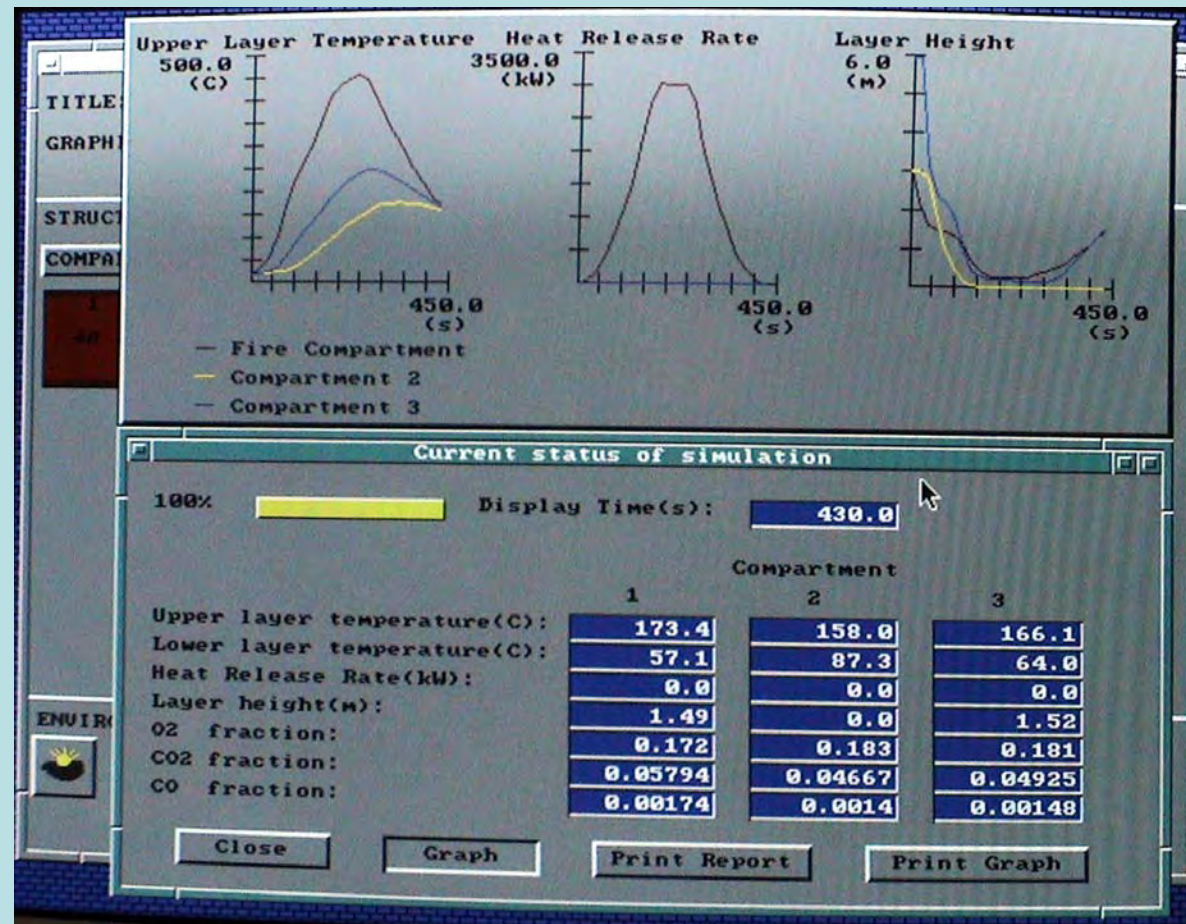 Upper Layer Temperature Heat Release Rate Layer Height
500.0 3500.0 6.0
(C) (kW) (m)
TITLE:
GRAPHI
STRUCT
COMPA
1
450.0 450.0 450.0
(s) (s) (s)
— Fire Compartment
— Compartment 2
— Compartment 3
Current status of simulation
100% Display Time(s): 430.0
Compartment
1 2 3
Upper layer temperature(C): 173.4 158.0 166.1
Lower layer temperature(C): 57.1 87.3 64.0
Heat Release Rate(kW): 0.0 0.0 0.0
Layer height(m): 1.49 0.0 1.52
O2 fraction: 0.172 0.183 0.181
CO2 fraction: 0.05794 0.04667 0.04925
CO fraction: 0.00174 0.0014 0.00148
ENVIRO
Close Graph Print Report Print Graph